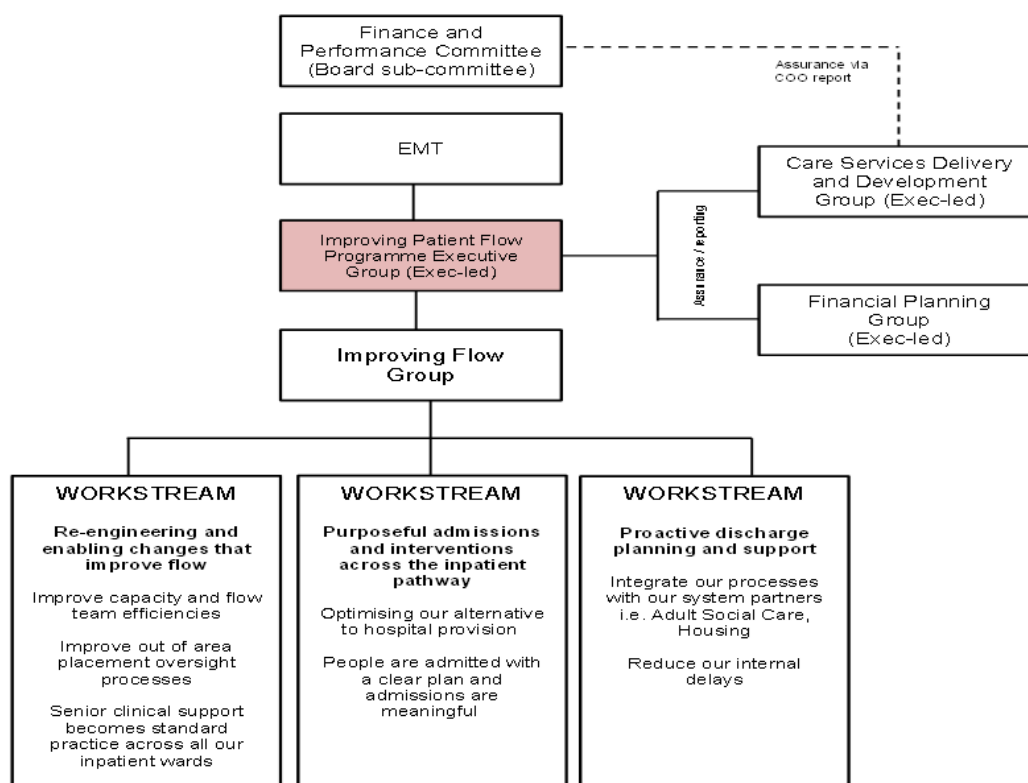 Finance and
Performance Committee
(Board sub-committee)
Assurance via
COO report
EMT
Care Services Delivery
and Development
Group (Exec-led)
Improving Patient Flow
Programme Executive
Group (Exec-led)
Assurance / reporting
Financial Planning
Group
(Exec-led)
Improving Flow
Group
WORKSTREAM
Re-engineering and
enabling changes that
improve flow
Improve capacity and flow
team efficiencies
Improve out of area
placement oversight
processes
Senior clinical support
becomes standard
practice across all our
inpatient wards
WORKSTREAM
Purposeful admissions
and interventions
across the inpatient
pathway
Optimising our alternative
to hospital provision
People are admitted with
a clear plan and
admissions are
meaningful
WORKSTREAM
Proactive discharge
planning and support
Integrate our processes
with our system partners
i.e. Adult Social Care,
Housing
Reduce our internal
delays